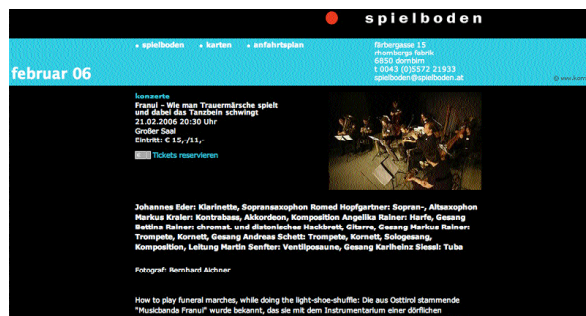 spielboden
• spielboden • karten • anfahrtsplan
färbergasse 15
rhombergs fabrik
6850 dornbirn
t 0043 (0)5572 21933
spielboden@spielboden.at
februar 06
konzerte
Franui - Wie man Trauermärsche spielt
und dabei das Tanzbein schwingt
21.02.2006 20:30 Uhr
Großer Saal
Eintritt: € 15,-/11,-
Tickets reservieren
Johannes Eder: Klarinette, Sopransaxophon Romed Hopfgartner: Sopran-, Altsaxophon
Markus Kraler: Kontrabass, Akkordeon, Komposition Angelika Rainer: Harfe, Gesang
Bettina Rainer: chromat. und diatonisches Hackbrett, Gitarre, Gesang Markus Rainer:
Trompete, Kornett, Gesang Andreas Schett: Trompete, Kornett, Sologesang,
Komposition, Leitung Martin Senfter: Ventilposaune, Gesang Karlheinz Siessl: Tuba
Fotograf: Bernhard Aichner
How to play funeral marches, while doing the light-shoe-shuffle: Die aus Osttirol stammende
"Musicbanda Franui" wurde bekannt, das sie mit dem Instrumentarium einer dörflichen